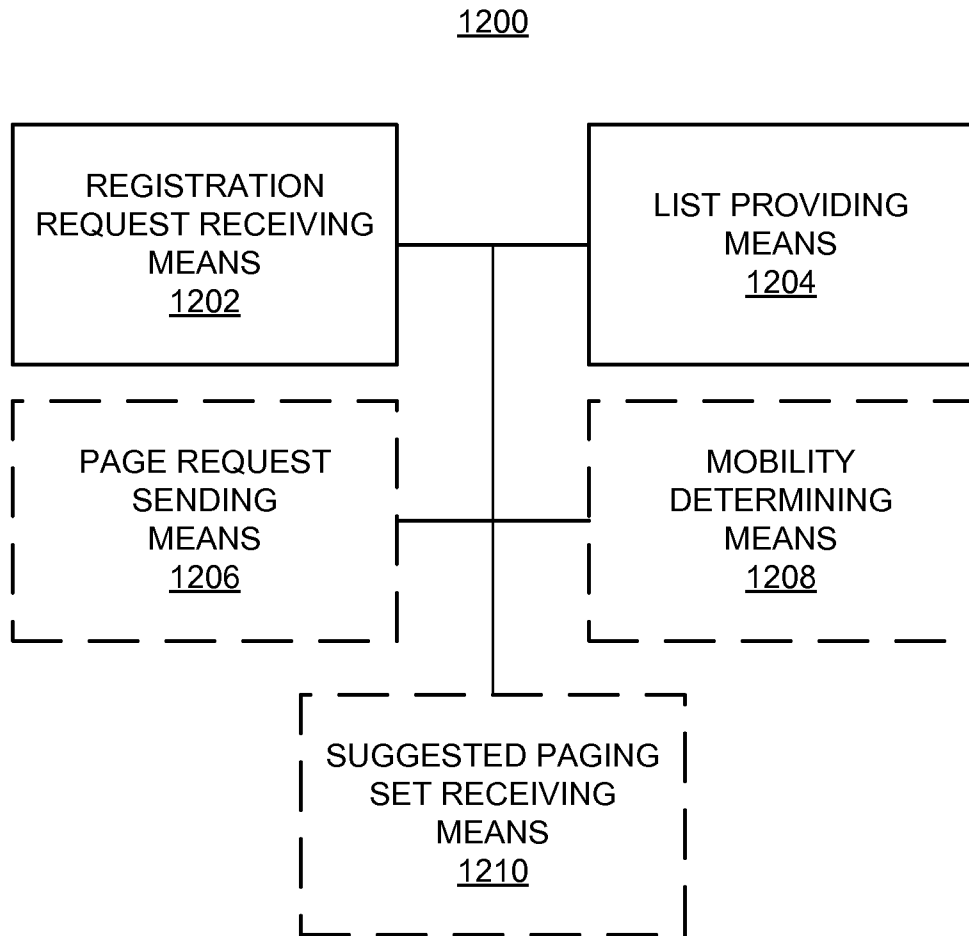 1200
REGISTRATION
REQUEST RECEIVING
MEANS
1202
LIST PROVIDING
MEANS
1204
PAGE REQUEST
SENDING
MEANS
1206
MOBILITY
DETERMINING
MEANS
1208
SUGGESTED PAGING
SET RECEIVING
MEANS
1210